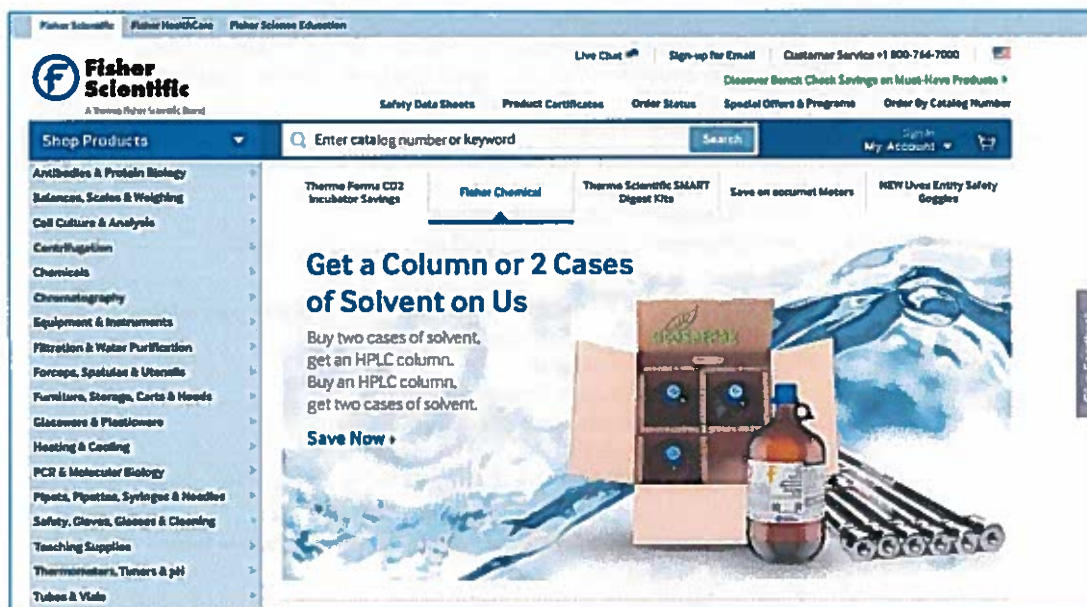 Fisher Scientific Fisher HealthCare Fisher Science Education
Live Chat Sign-up for Email Customer Service +1 800-766-7000
Discover Bench Check Savings on Must-Have Products
Fisher
Scientific
A Thermo Fisher Scientific Brand
Safety Data Sheets Product Certificates Order Status Special Offers & Programs Order By Catalog Number
Shop Products Enter catalog number or keyword Search Sign In
My Account
Antibodies & Protein Biology
Balances, Scales & Weighing
Cell Culture & Analysis
Centrifugation
Chemicals
Chromatography
Equipment & Instruments
Filtration & Water Purification
Forceps, Spatulas & Utensils
Furniture, Storage, Carts & Hoods
Glassware & Plasticware
Heating & Cooling
PCR & Molecular Biology
Pipets, Pipettes, Syringes & Needles
Safety, Gloves, Glasses & Cleaning
Teaching Supplies
Thermometers, Timers & pH
Tubes & Vials
Thermo Forma CO2
Incubator Savings
Fisher Chemical
Thermo Scientific SMART
Digest Kits
Save on accumet Meters
NEW Uvex Entity Safety
Goggles
Get a Column or 2 Cases
of Solvent on Us
Buy two cases of solvent,
get an HPLC column.
Buy an HPLC column,
get two cases of solvent.
Save Now